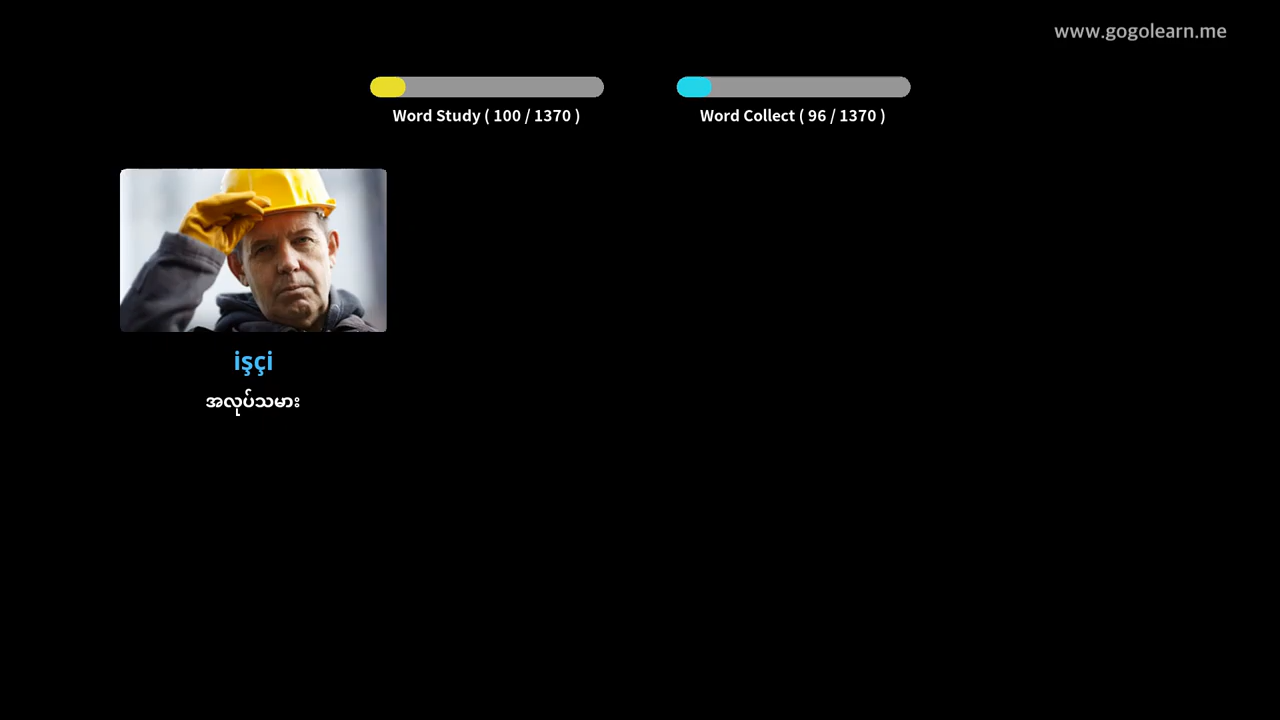 www.gogolearn.me
Word Study ( 100 / 1370 )
Word Collect ( 96 / 1370 )
işçi
အလုပ်သမား